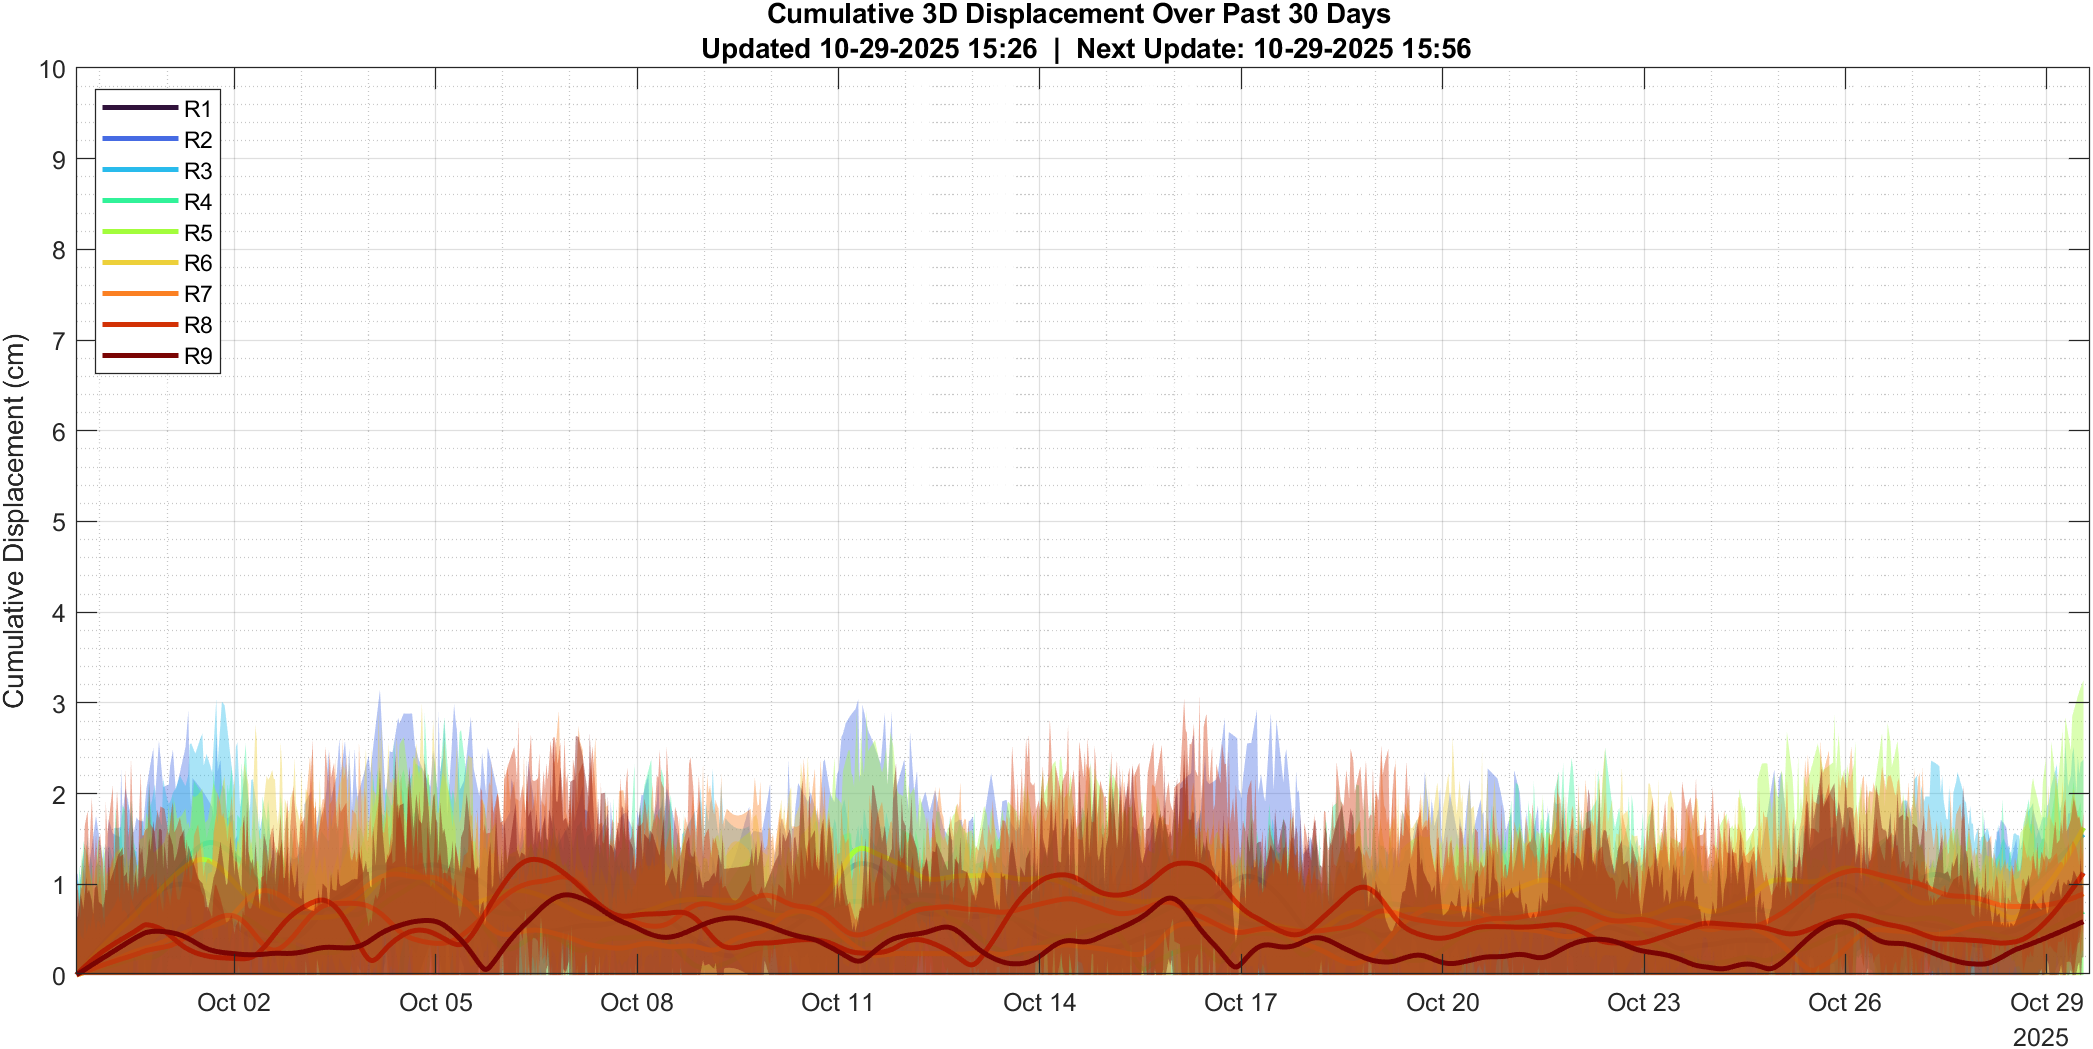 Cumulative 3D Displacement Over Past 30 Days
Updated 10-29-2025 15:26 | Next Update: 10-29-2025 15:56
Cumulative Displacement (cm)
10
9
8
7
6
5
4
3
2
1
0
R1
R2
R3
R4
R5
R6
R7
R8
R9
Oct 02 Oct 05 Oct 08 Oct 11 Oct 14 Oct 17 Oct 20 Oct 23 Oct 26 Oct 29
2025